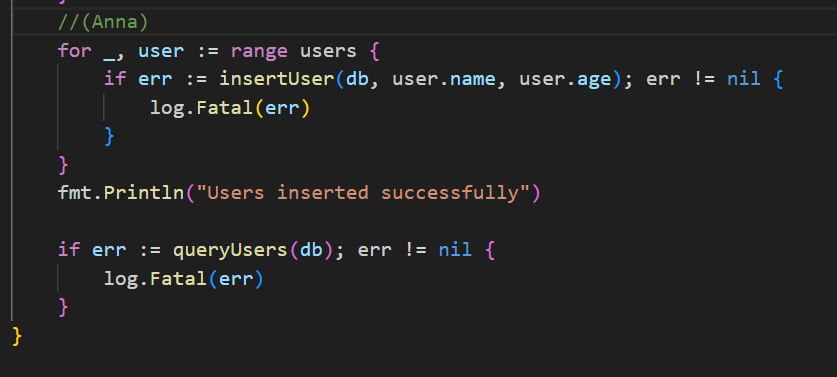 //(Anna)
for _, user := range users {
if err := insertUser(db, user.name, user.age); err != nil {
log.Fatal(err)
}
}
fmt.Println("Users inserted successfully")
if err := queryUsers(db); err != nil {
log.Fatal(err)
}
}